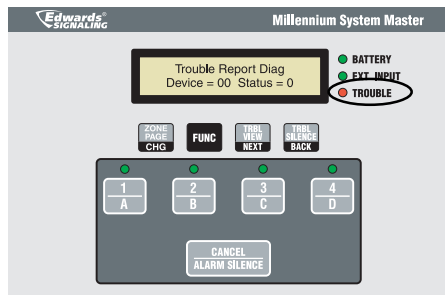 Edwards®
SIGNALING
Millennium System Master
Trouble Report Diag
Device = 00 Status = 0
BATTERY
EXT. INPUT
TROUBLE
ZONE
PAGE
CHG
FUNC
TRBL
VIEW
NEXT
TRBL
SILENCE
BACK
1
A
2
B
3
C
4
D
CANCEL
ALARM SILENCE